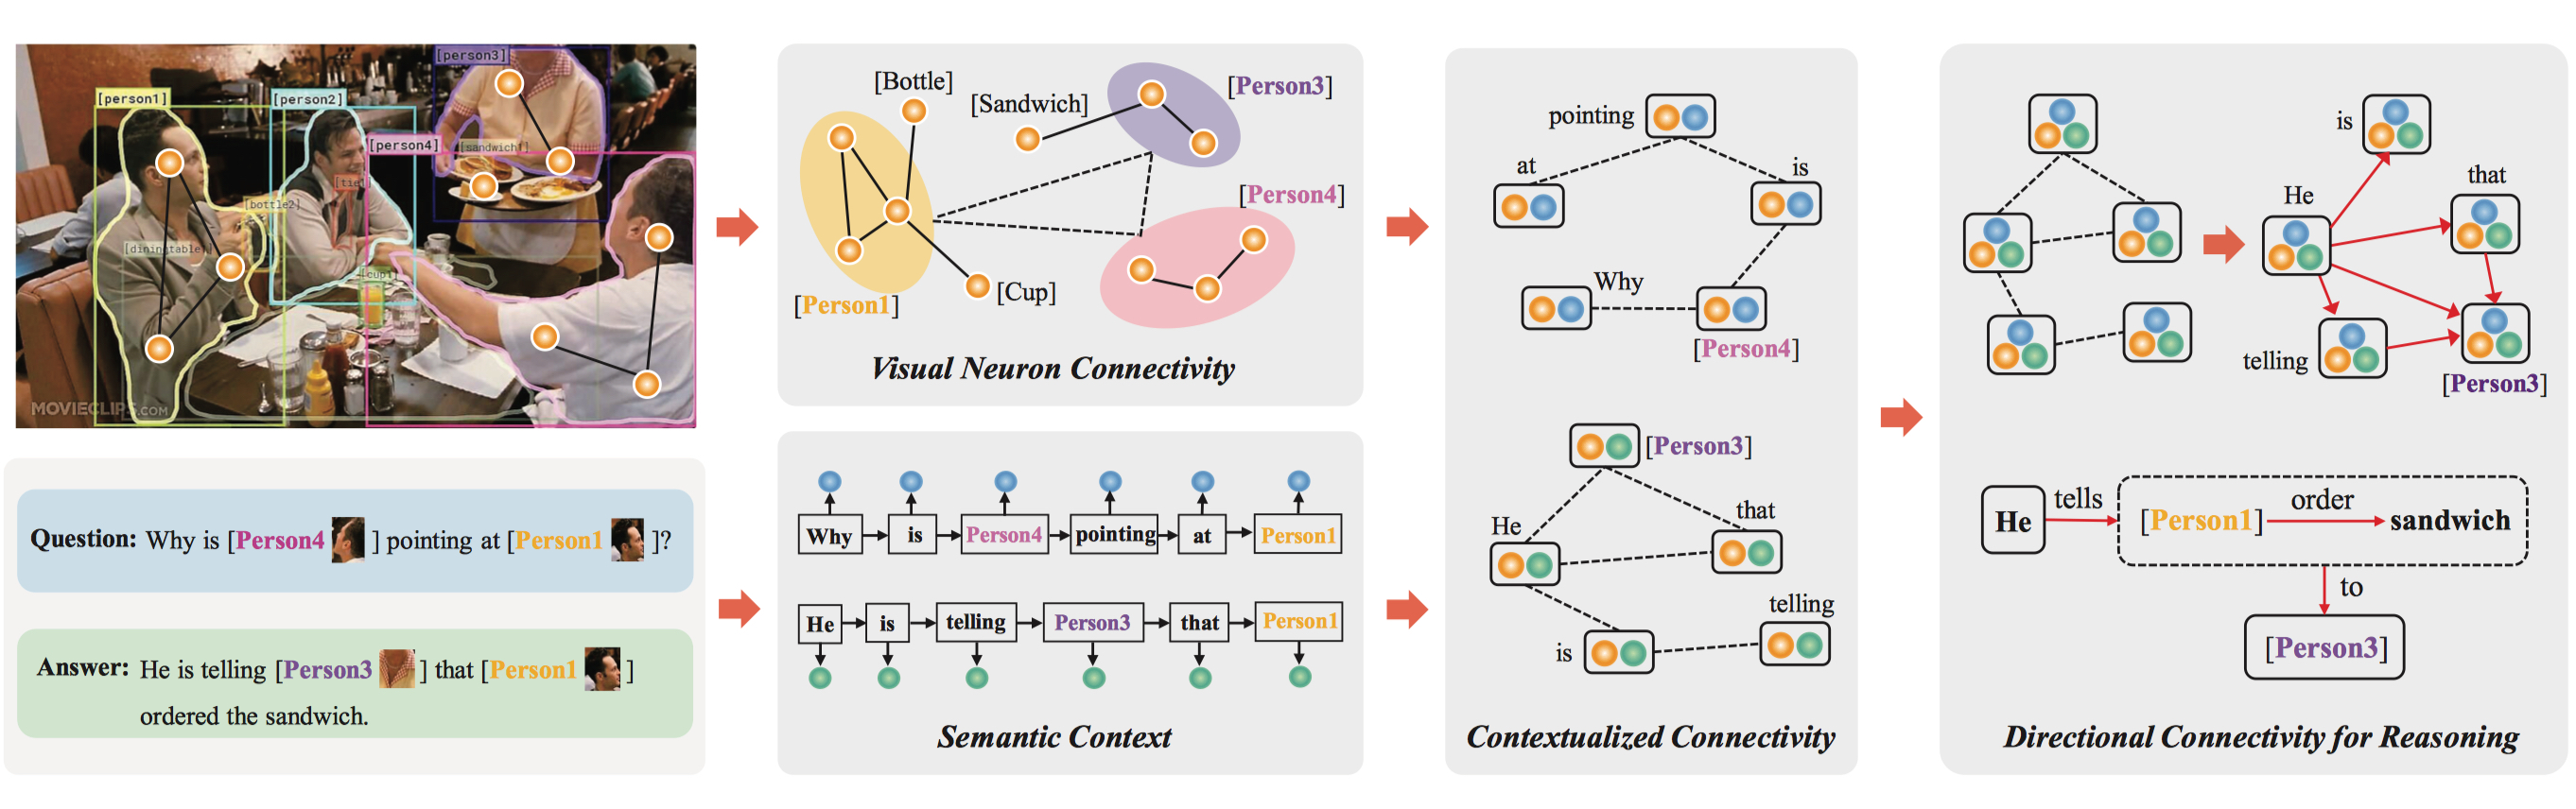 [person1]
[person2]
[person3]
[person4]
[sandwich1]
[tie1]
[bottle2]
[diningtable]
[cup1]
MOVIECLIPS.COM
Question: Why is [Person4 ] pointing at [Person1 ]?
Answer: He is telling [Person3 ] that [Person1 ]
ordered the sandwich.
[Bottle]
[Sandwich]
[Person3]
[Person4]
[Person1]
[Cup]
Visual Neuron Connectivity
Why is Person4 pointing at Person1
He is telling Person3 that Person1
Semantic Context
pointing
at
is
Why
[Person4]
[Person3]
He
that
telling
is
Contextualized Connectivity
is
He
that
telling
[Person3]
He tells [Person1] order sandwich
to
[Person3]
Directional Connectivity for Reasoning